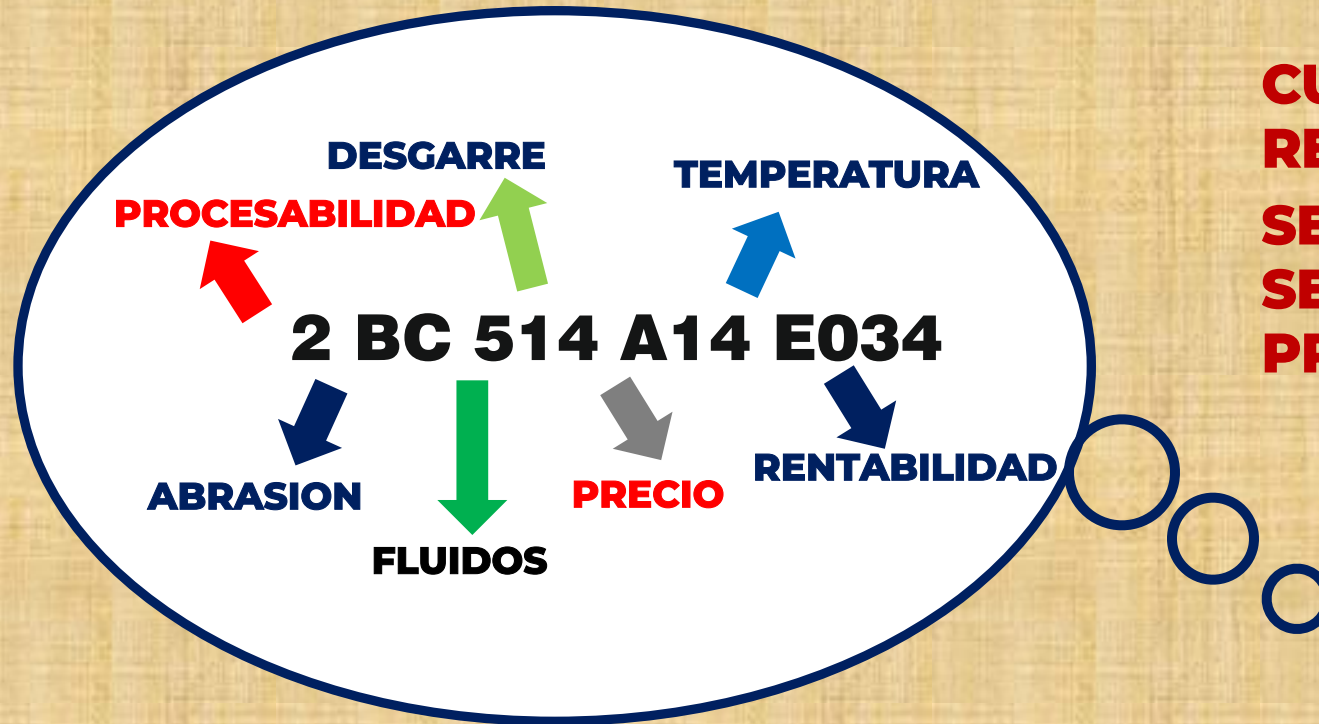 DESGARRE
TEMPERATURA
PROCESABILIDAD
2 BC 514 A14 E034
ABRASION
PRECIO
RENTABILIDAD
FLUIDOS